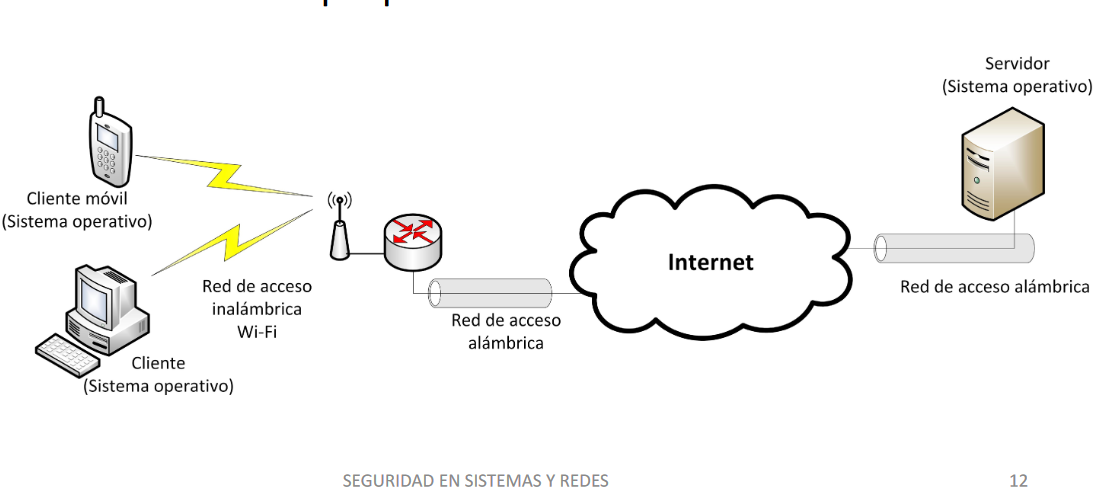 Servidor
(Sistema operativo)
Cliente móvil
(Sistema operativo)
Internet
Red de acceso
inalámbrica
Wi-Fi
Red de acceso alámbrica
Red de acceso
alámbrica
Cliente
(Sistema operativo)
SEGURIDAD EN SISTEMAS Y REDES
12